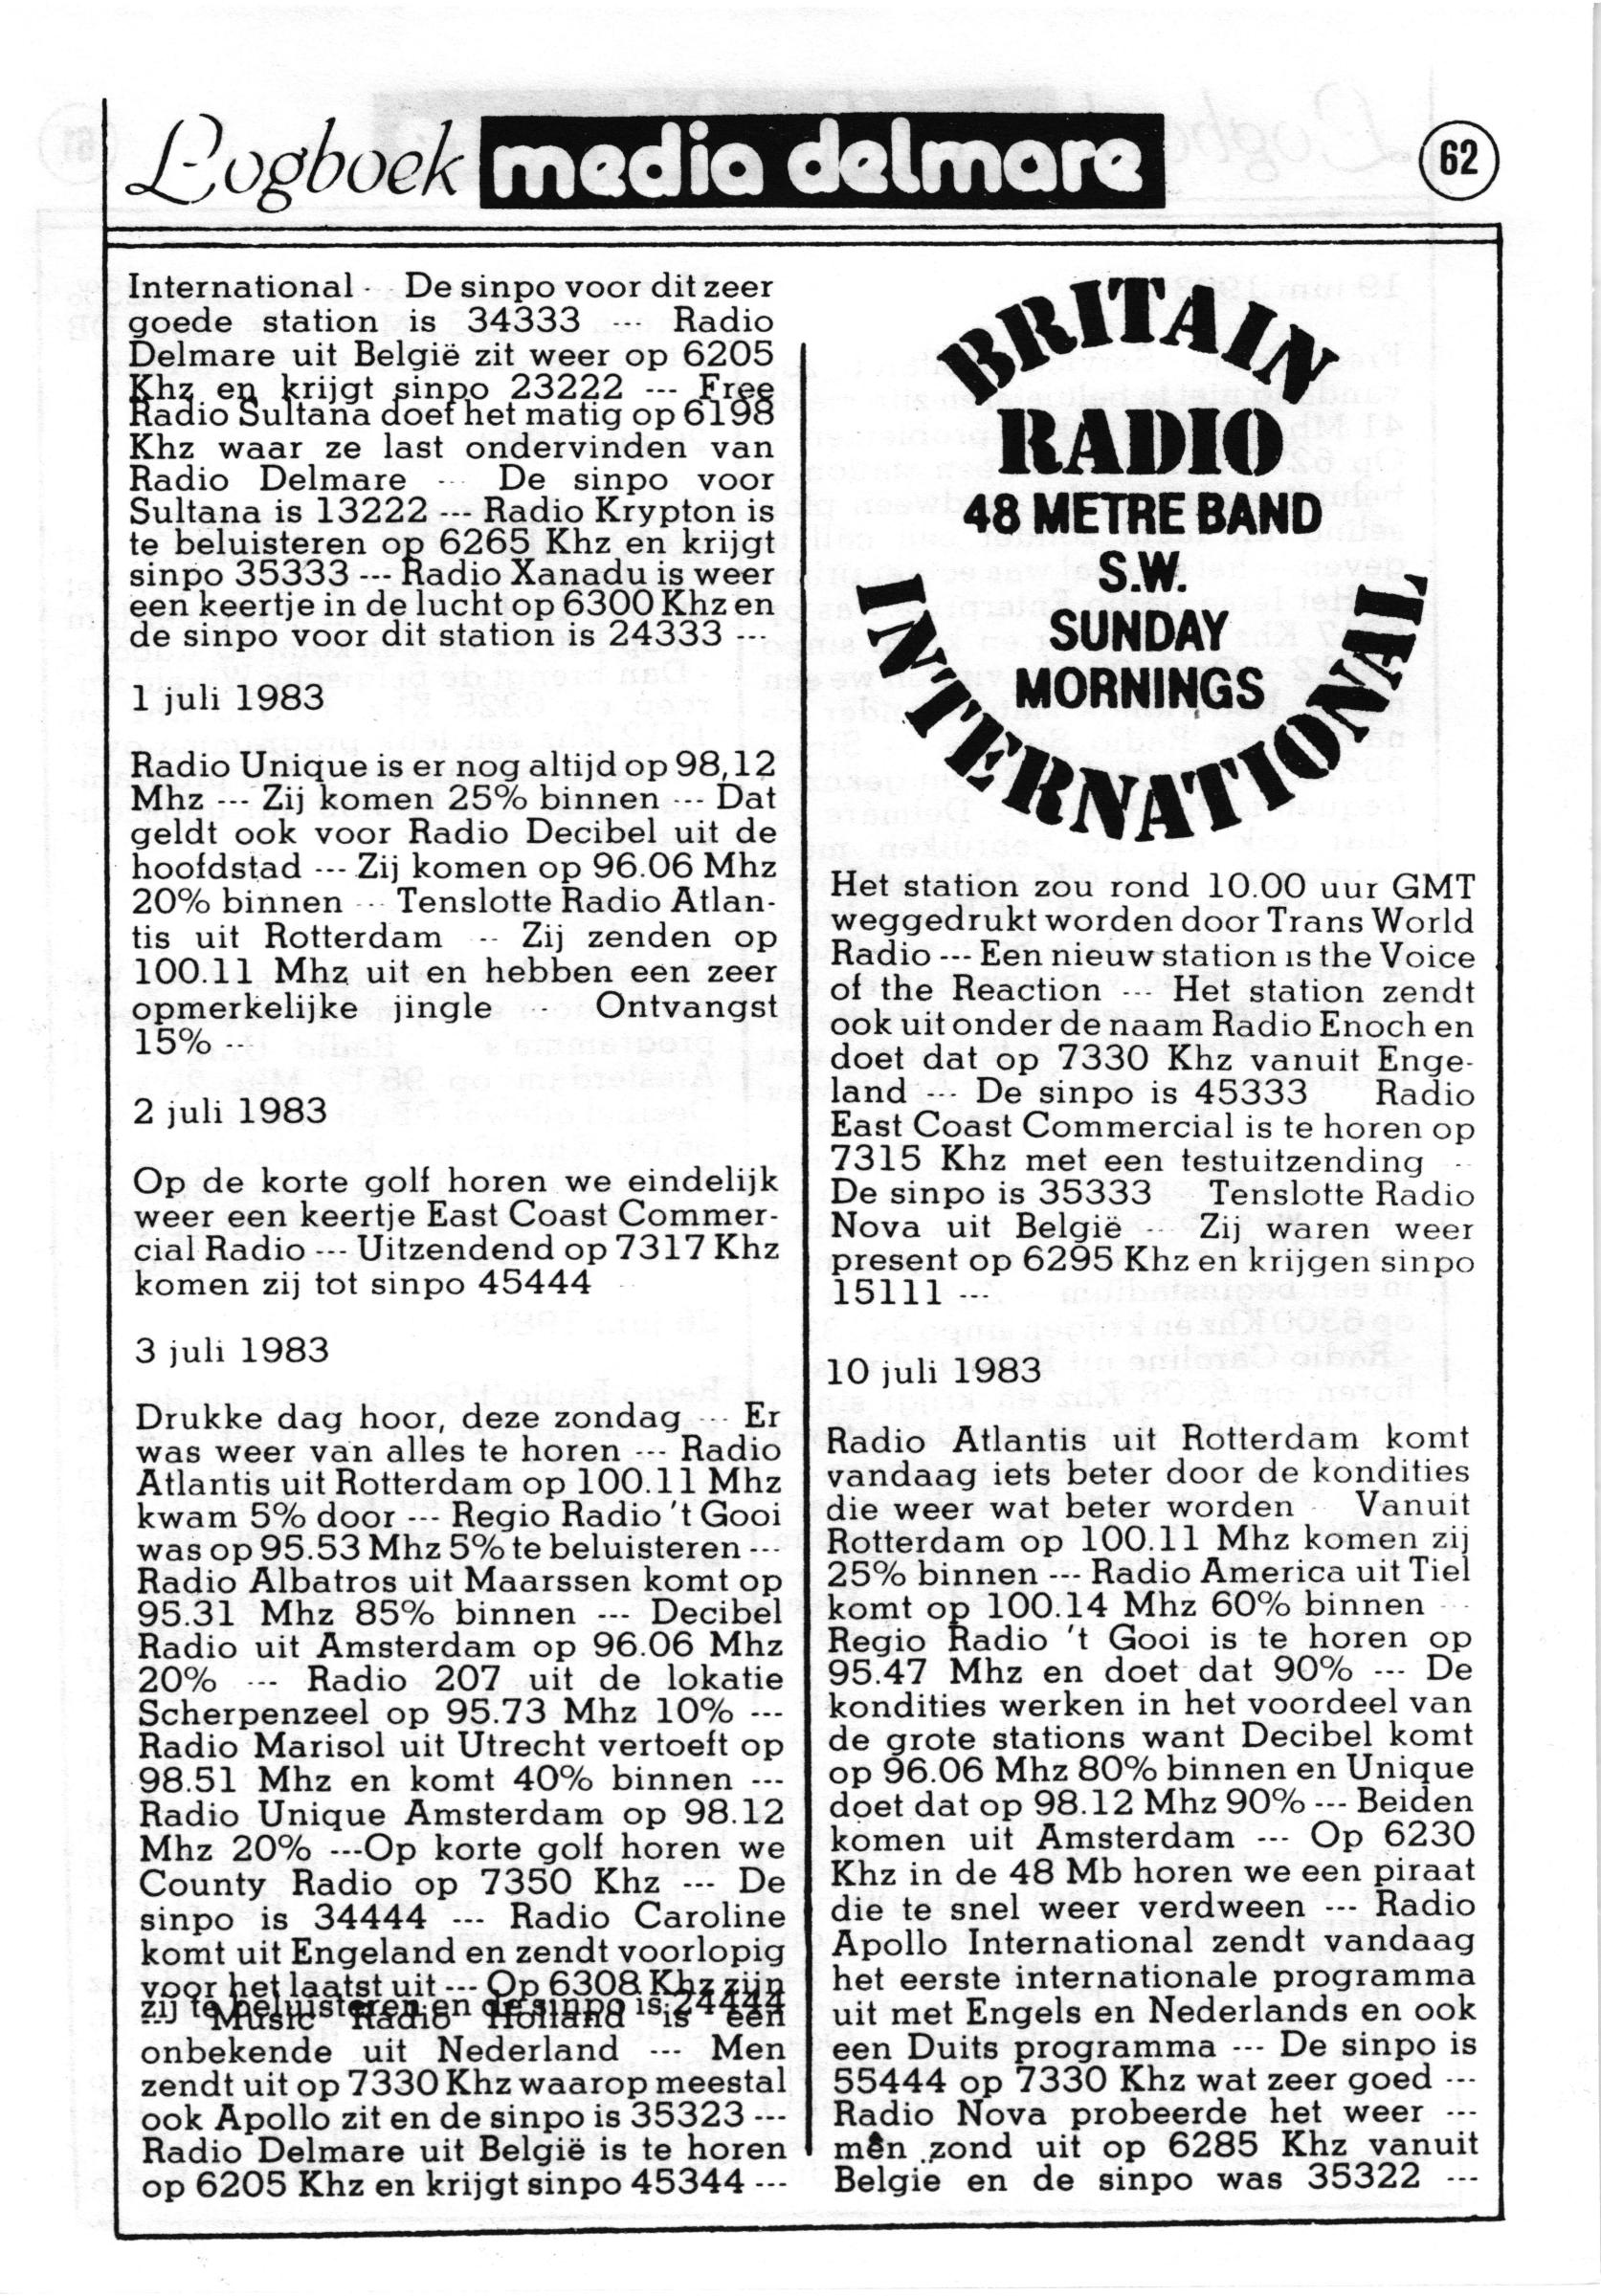 Logboek media delmare
62
International -- De sinpo voor dit zeer
goede station is 34333 --- Radio
Delmare uit België zit weer op 6205
Khz en krijgt sinpo 23222 --- Free
Radio Sultana doet het matig op 6198
Khz waar ze last ondervinden van
Radio Delmare --- De sinpo voor
Sultana is 13222 --- Radio Krypton is
te beluisteren op 6265 Khz en krijgt
sinpo 35333 --- Radio Xanadu is weer
een keertje in de lucht op 6300 Khz en
de sinpo voor dit station is 24333 ---
1 juli 1983
Radio Unique is er nog altijd op 98,12
Mhz --- Zij komen 25% binnen --- Dat
geldt ook voor Radio Decibel uit de
hoofdstad --- Zij komen op 96.06 Mhz
20% binnen --- Tenslotte Radio Atlan-
tis uit Rotterdam -- Zij zenden op
100.11 Mhz uit en hebben een zeer
opmerkelijke jingle -- Ontvangst
15% --
2 juli 1983
Op de korte golf horen we eindelijk
weer een keertje East Coast Commer-
cial Radio --- Uitzendend op 7317 Khz
komen zij tot sinpo 45444 --
3 juli 1983
Drukke dag hoor, deze zondag --- Er
was weer van alles te horen --- Radio
Atlantis uit Rotterdam op 100.11 Mhz
kwam 5% door --- Regio Radio 't Gooi
was op 95.53 Mhz 5% te beluisteren ---
Radio Albatros uit Maarssen komt op
95.31 Mhz 85% binnen --- Decibel
Radio uit Amsterdam op 96.06 Mhz
20% --- Radio 207 uit de lokatie
Scherpenzeel op 95.73 Mhz 10% ---
Radio Marisol uit Utrecht vertoeft op
98.51 Mhz en komt 40% binnen ---
Radio Unique Amsterdam op 98.12
Mhz 20% ---Op korte golf horen we
County Radio op 7350 Khz --- De
sinpo is 34444 --- Radio Caroline
komt uit Engeland en zendt voorlopig
voor het laatst uit --- Op 6308 Khz zijn
zij te beluisteren en de sinpo is 24444
--- Music Radio Holland is een
onbekende uit Nederland --- Men
zendt uit op 7330 Khz waarop meestal
ook Apollo zit en de sinpo is 35323 ---
Radio Delmare uit België is te horen
op 6205 Khz en krijgt sinpo 45344 ---
BRITAIN
RADIO
48 METRE BAND
S.W.
SUNDAY
MORNINGS
INTERNATIONAL
Het station zou rond 10.00 uur GMT
weggedrukt worden door Trans World
Radio --- Een nieuw station is the Voice
of the Reaction --- Het station zendt
ook uit onder de naam Radio Enoch en
doet dat op 7330 Khz vanuit Enge-
land --- De sinpo is 45333 Radio
East Coast Commercial is te horen op
7315 Khz met een testuitzending --
De sinpo is 35333 Tenslotte Radio
Nova uit België --- Zij waren weer
present op 6295 Khz en krijgen sinpo
15111 ---
10 juli 1983
Radio Atlantis uit Rotterdam komt
vandaag iets beter door de kondities
die weer wat beter worden -- Vanuit
Rotterdam op 100.11 Mhz komen zij
25% binnen --- Radio America uit Tiel
komt op 100.14 Mhz 60% binnen ---
Regio Radio 't Gooi is te horen op
95.47 Mhz en doet dat 90% --- De
kondities werken in het voordeel van
de grote stations want Decibel komt
op 96.06 Mhz 80% binnen en Unique
doet dat op 98.12 Mhz 90% --- Beiden
komen uit Amsterdam --- Op 6230
Khz in de 48 Mb horen we een piraat
die te snel weer verdween --- Radio
Apollo International zendt vandaag
het eerste internationale programma
uit met Engels en Nederlands en ook
een Duits programma --- De sinpo is
55444 op 7330 Khz wat zeer goed ---
Radio Nova probeerde het weer ---
men zond uit op 6285 Khz vanuit
Belgie en de sinpo was 35322 ---